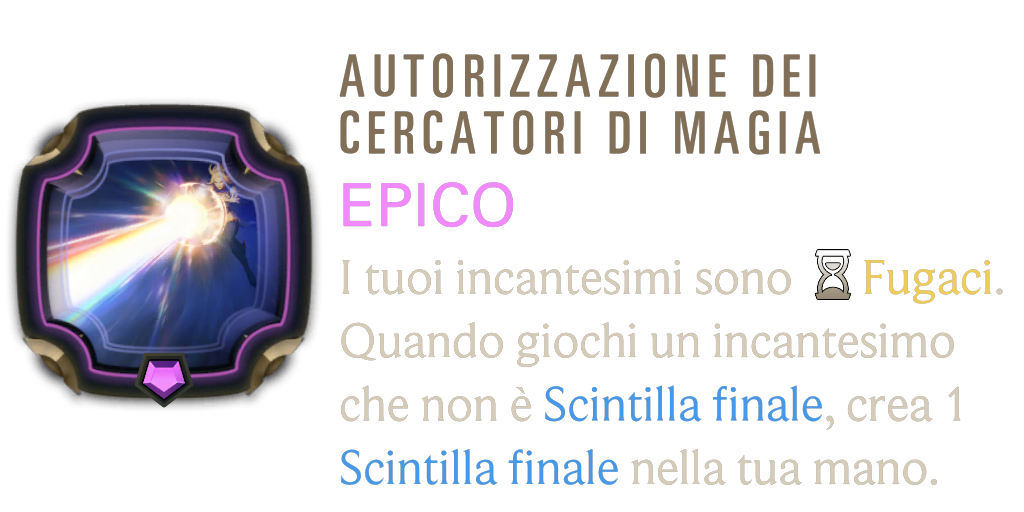 AUTORIZZAZIONE DEI
CERCATORI DI MAGIA
EPICO
I tuoi incantesimi sono Fugaci.
Quando giochi un incantesimo
che non è Scintilla finale, crea 1
Scintilla finale nella tua mano.